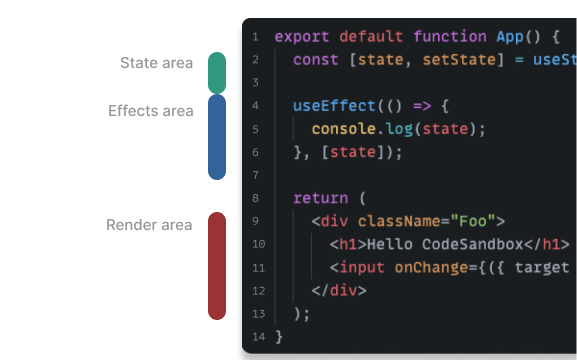 State area
Effects area
Render area
1 export default function App() {
2 const [state, setState] = useSt
3
4 useEffect(() => {
5 console.log(state);
6 }, [state]);
7
8 return (
9 <div className="Foo">
10 <h1>Hello CodeSandbox</h1>
11 <input onChange={({ target
12 </div>
13 );
14 }